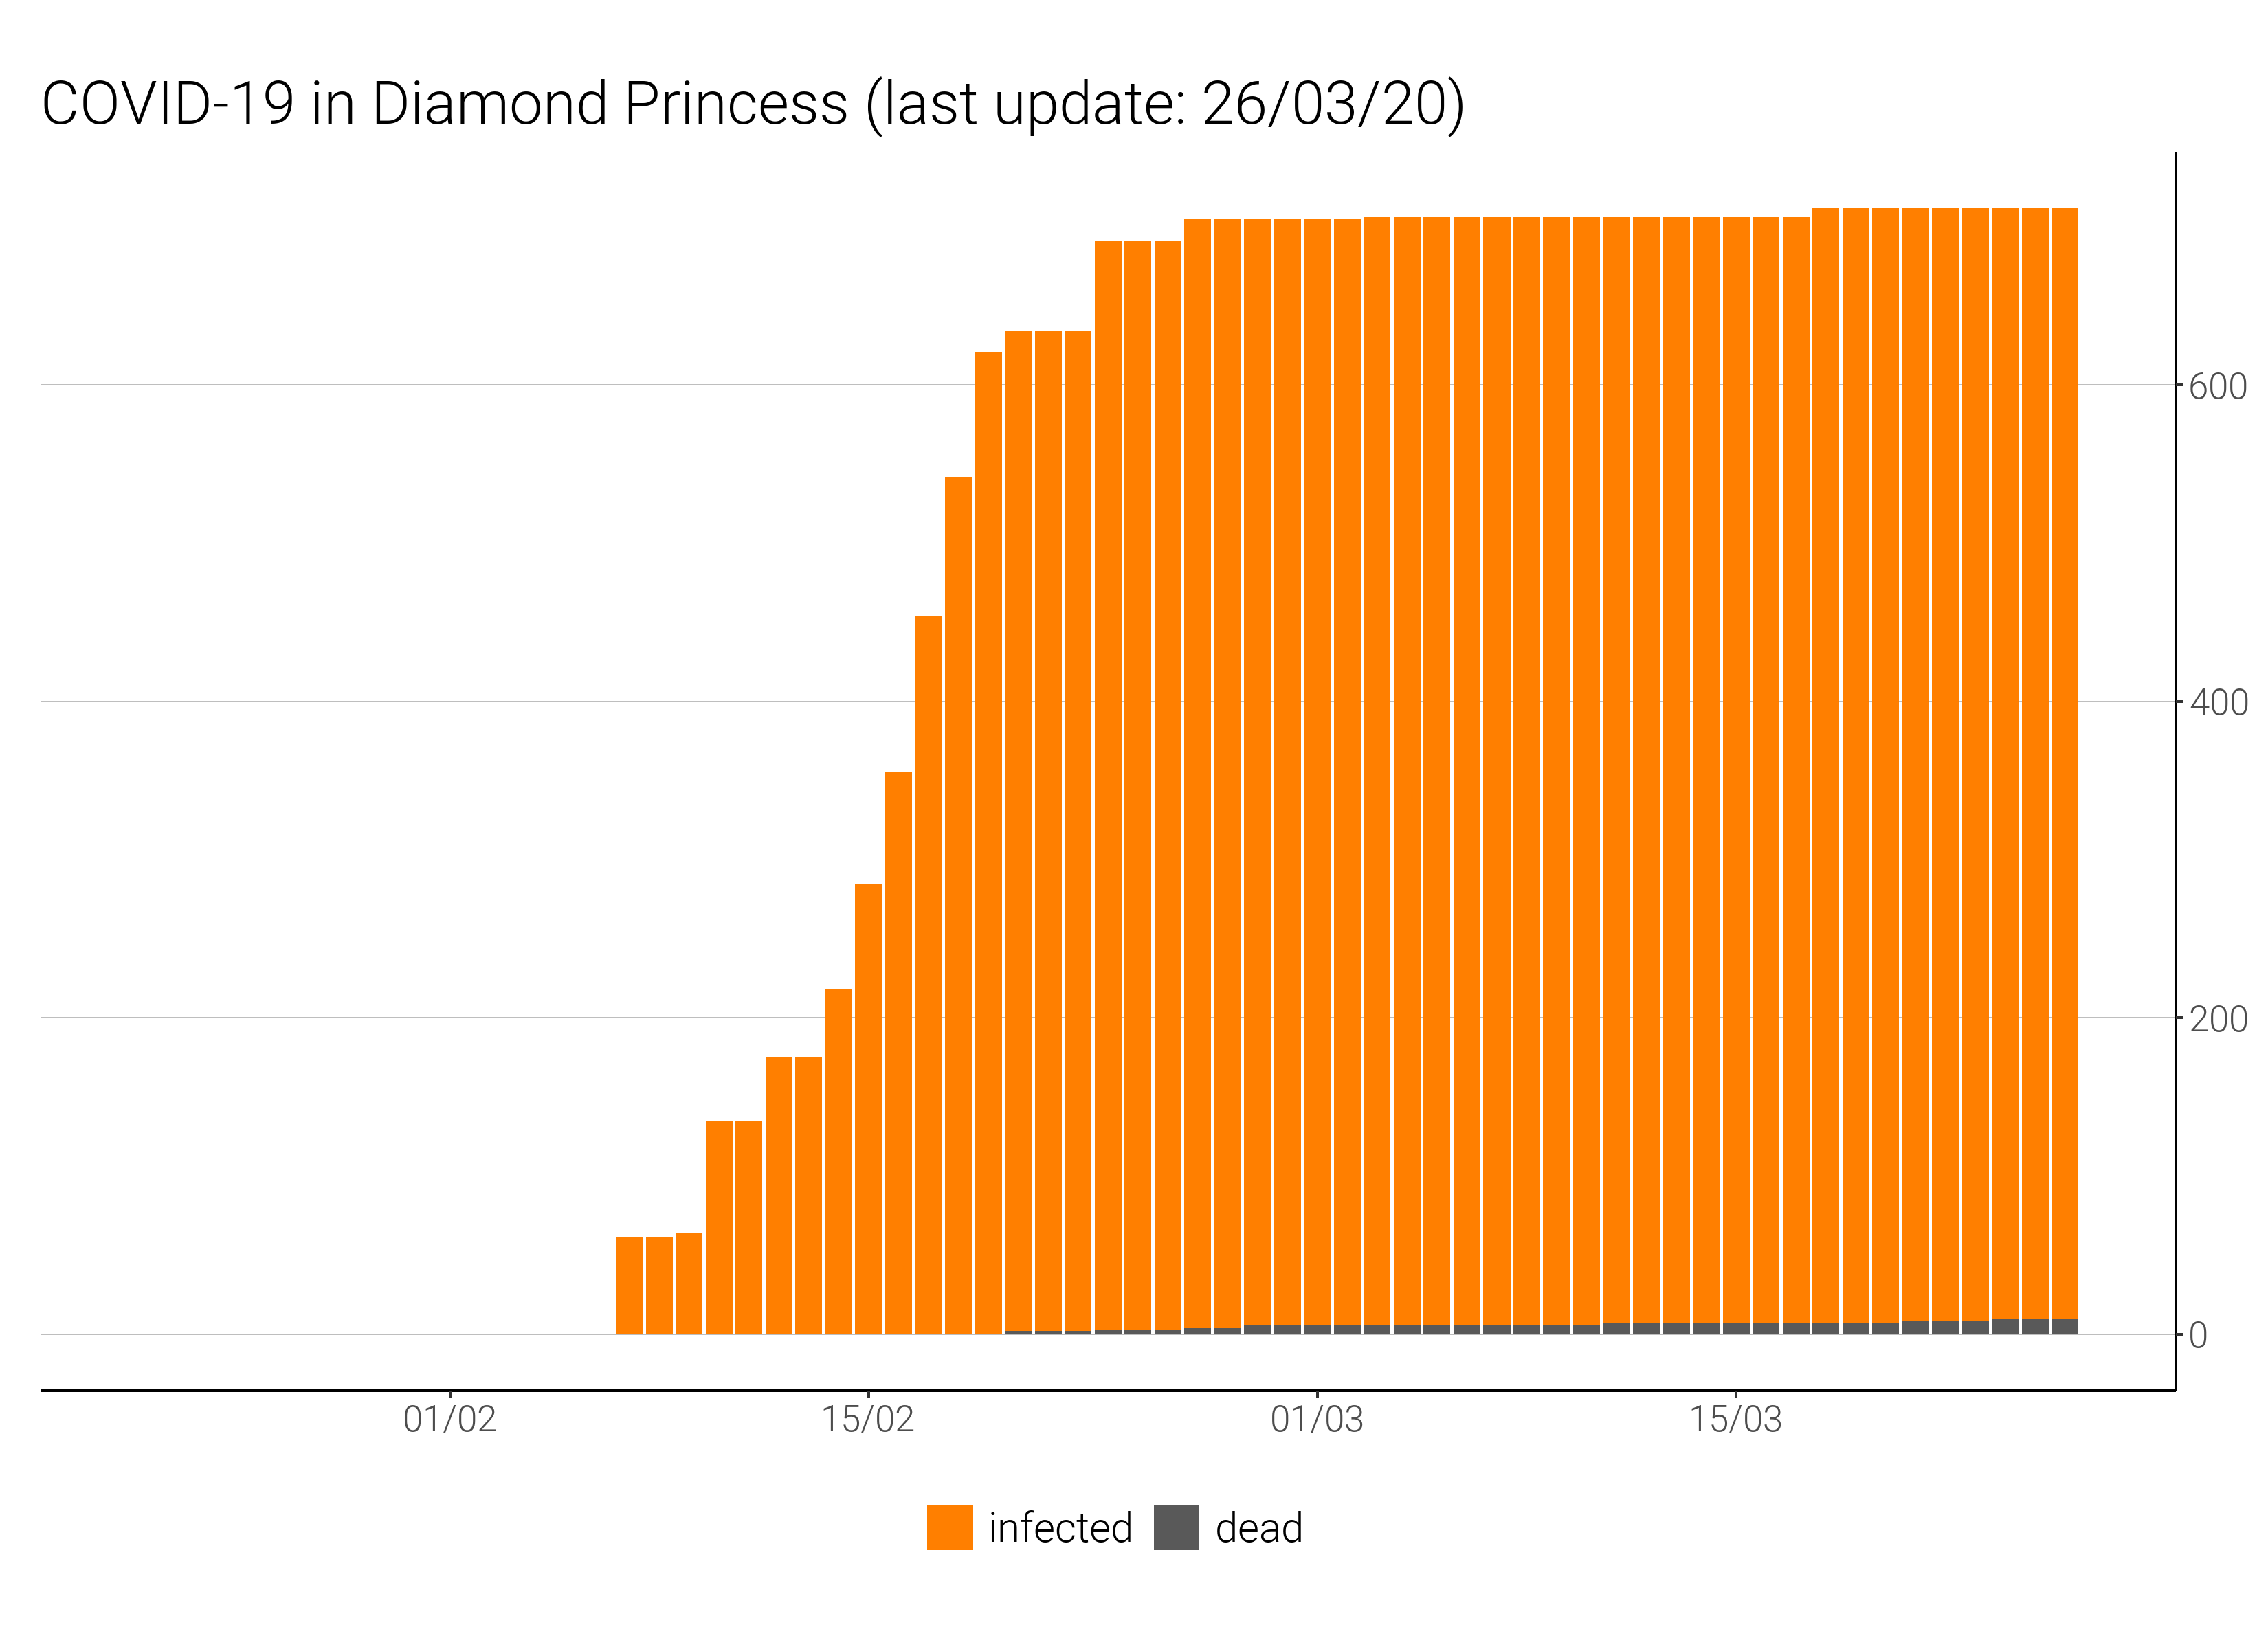 COVID-19 in Diamond Princess (last update: 26/03/20)
600
400
200
0
01/02 15/02 01/03 15/03
infected dead